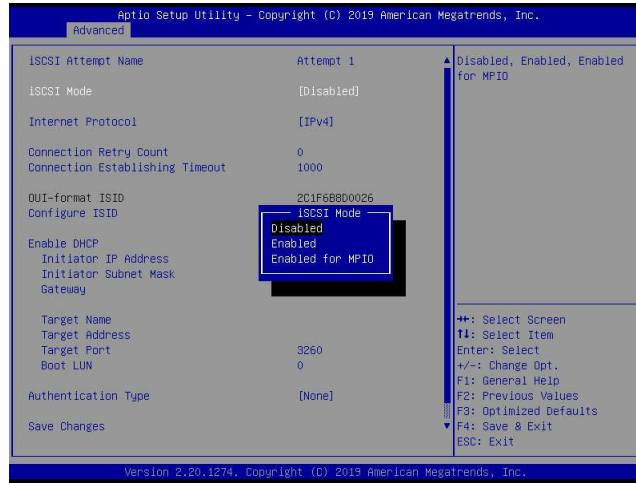 Aptio Setup Utility – Copyright (C) 2019 American Megatrends, Inc.
Advanced
iSCSI Attempt Name Attempt 1
iSCSI Mode [Disabled]
Internet Protocol [IPv4]
Connection Retry Count 0
Connection Establishing Timeout 1000
OUI-format ISID 2C1F6B8D0026
Configure ISID
Enable DHCP
Initiator IP Address
Initiator Subnet Mask
Gateway
Target Name
Target Address
Target Port 3260
Boot LUN 0
Authentication Type [None]
Save Changes
iSCSI Mode
Disabled
Enabled
Enabled for MPIO
Disabled, Enabled, Enabled
for MPIO
→←: Select Screen
↑↓: Select Item
Enter: Select
+/-: Change Opt.
F1: General Help
F2: Previous Values
F3: Optimized Defaults
F4: Save & Exit
ESC: Exit
Version 2.20.1274. Copyright (C) 2019 American Megatrends, Inc.